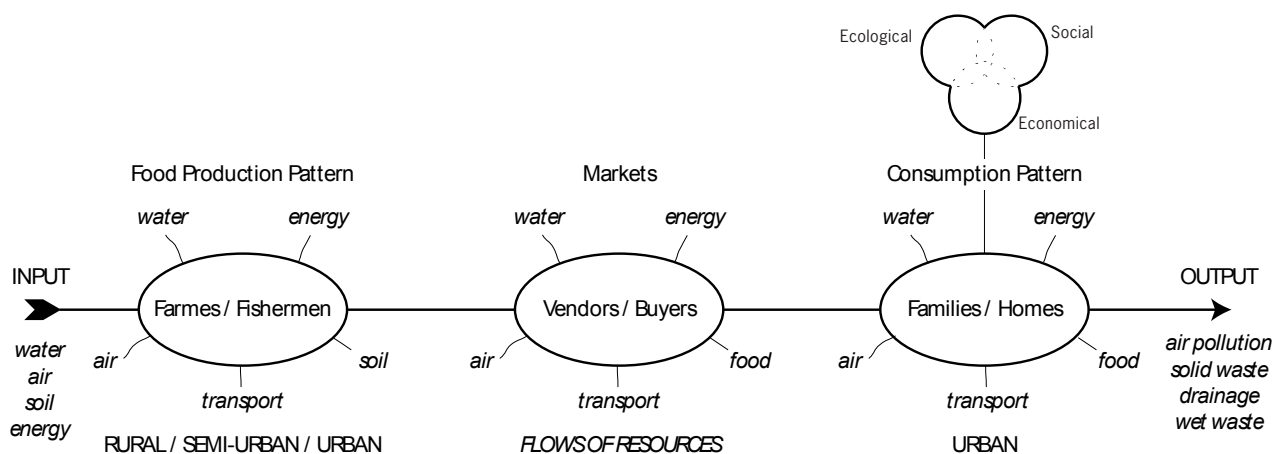 Ecological
Social
Economical
Food Production Pattern
Markets
Consumption Pattern
water
energy
water
energy
water
energy
INPUT
OUTPUT
Farmes / Fishermen
Vendors / Buyers
Families / Homes
water
air
soil
energy
air
soil
transport
air
food
transport
air
food
transport
air pollution
solid waste
drainage
wet waste
RURAL / SEMI-URBAN / URBAN
FLOWS OF RESOURCES
URBAN